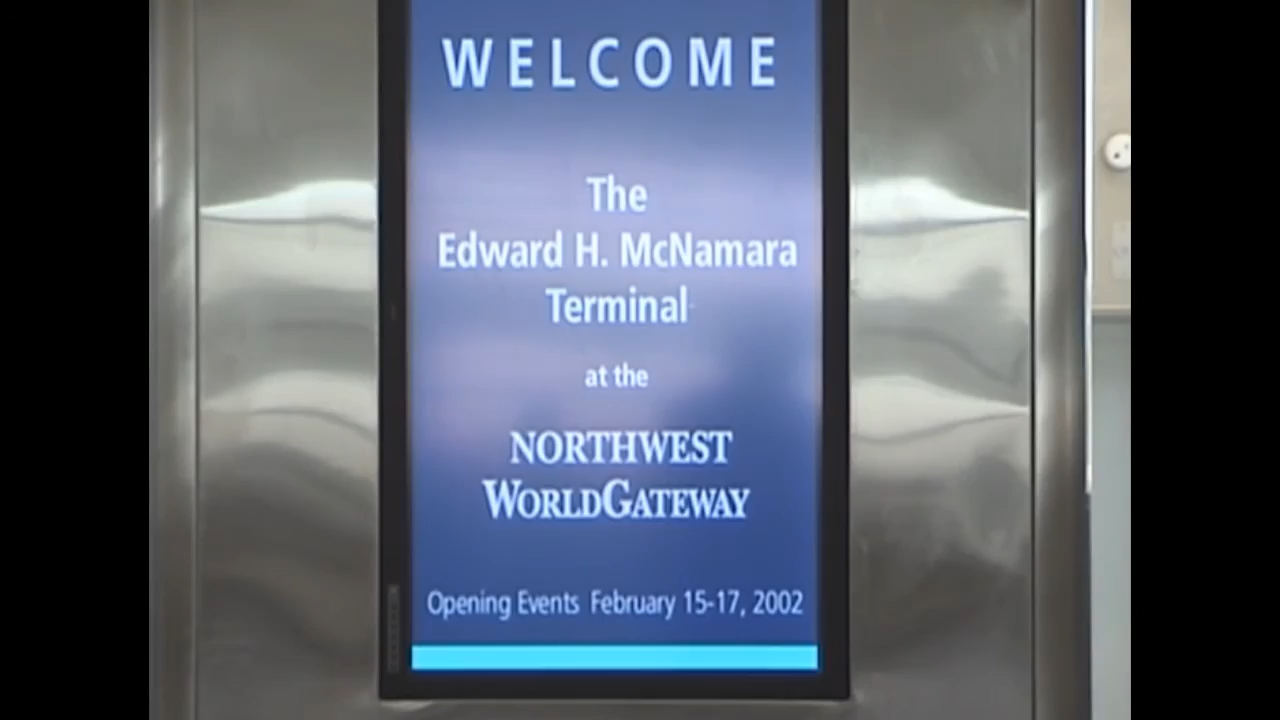 WELCOME
The
Edward H. McNamara
Terminal
at the
NORTHWEST
WORLDGATEWAY
Opening Events February 15-17, 2002